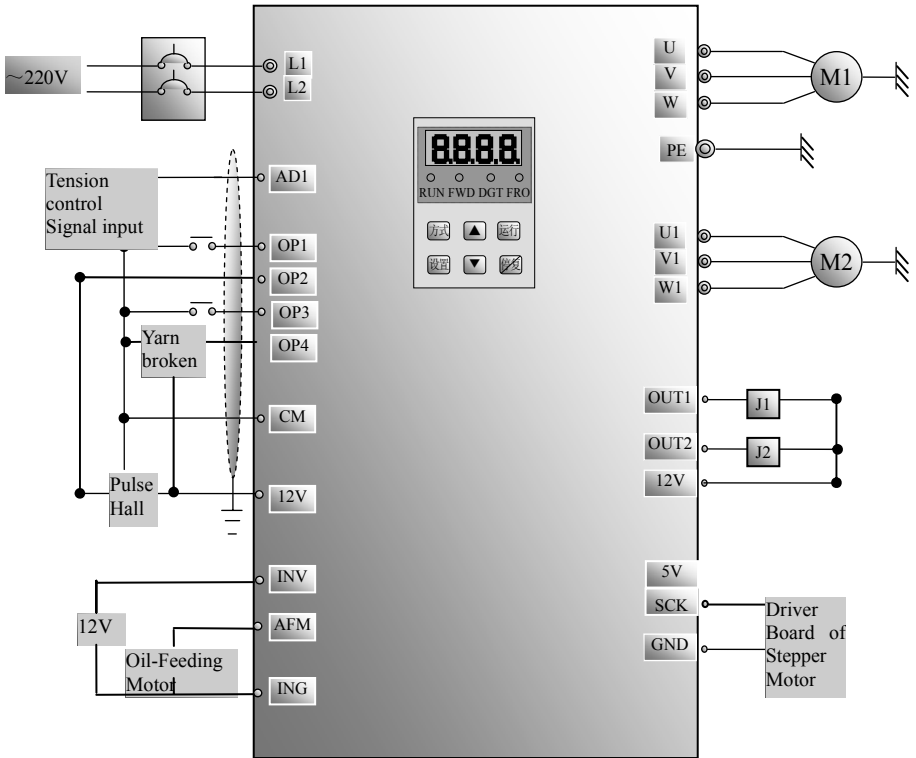 ~220V
L1
L2
Tension
control
Signal input
AD1
OP1
OP2
OP3
Yarn
broken
OP4
CM
Pulse
Hall
12V
INV
12V
AFM
Oil-Feeding
Motor
ING
8.8.8.8.
RUN FWD DGT FRO
方式 ▲ 运行
设置 ▼ 停/复
U
V
W
M1
PE
U1
V1
W1
M2
OUT1
J1
OUT2
J2
12V
5V
SCK
GND
Driver
Board of
Stepper
Motor